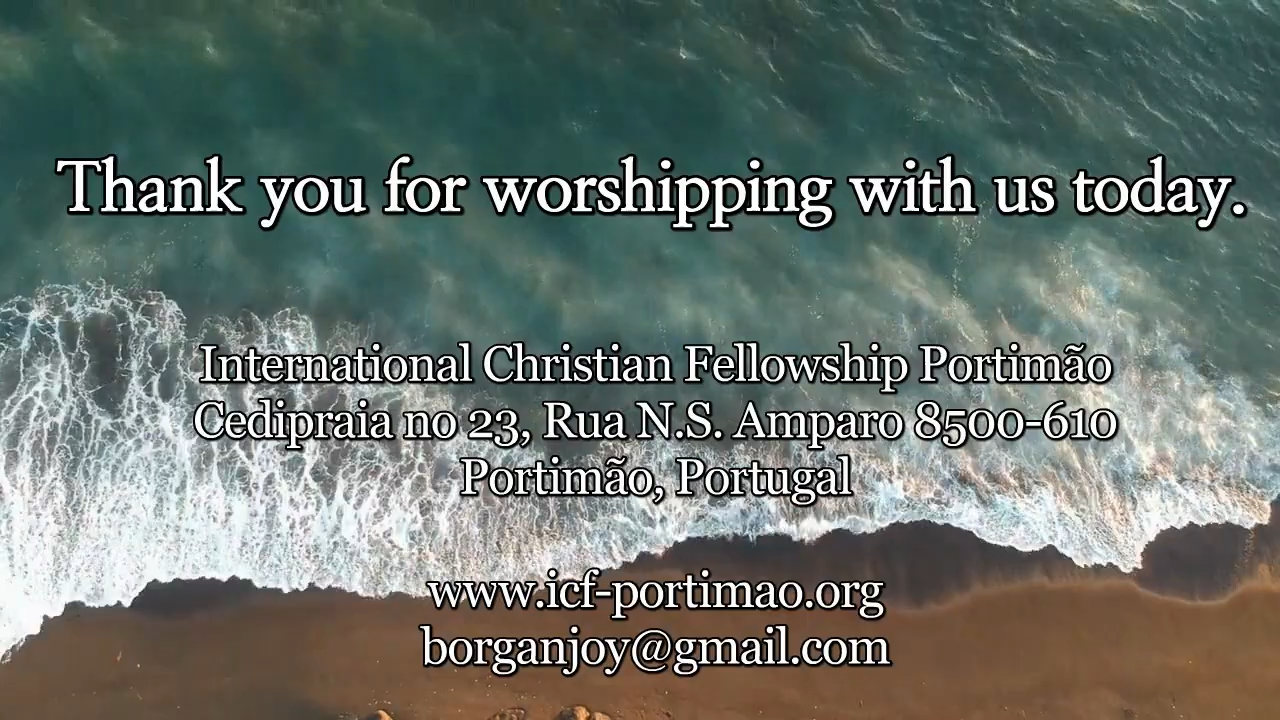 Thank you for worshipping with us today.
International Christian Fellowship Portimão
Cedipraia no 23, Rua N.S. Amparo 8500-610
Portimão, Portugal
www.icf-portimao.org
borganjoy@gmail.com